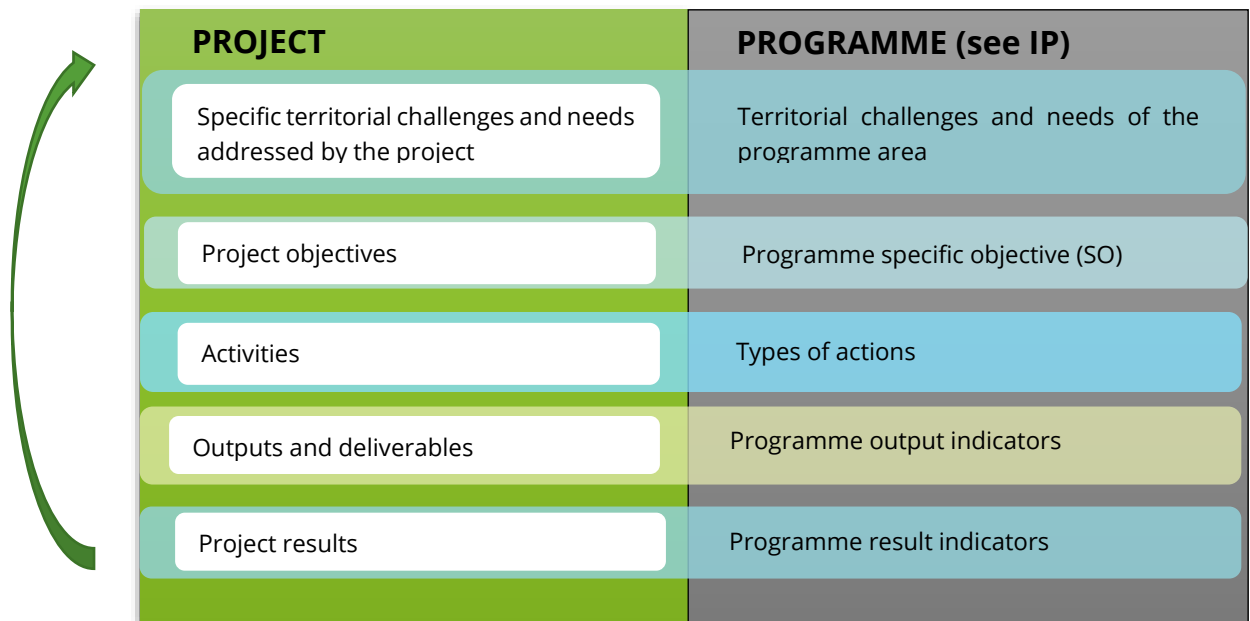 PROJECT
PROGRAMME (see IP)
Specific territorial challenges and needs
addressed by the project
Territorial challenges and needs of the
programme area
Project objectives
Programme specific objective (SO)
Activities
Types of actions
Outputs and deliverables
Programme output indicators
Project results
Programme result indicators